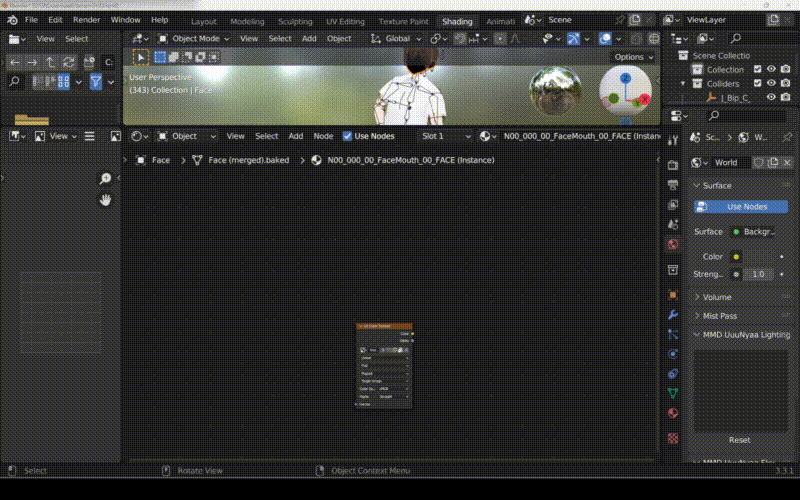 File Edit Render Window Help Layout Modeling Sculpting UV Editing Texture Paint Shading Animati Scene ViewLayer
View Select Object Mode View Select Add Object Global
Options
C:
User Perspective
(343) Collection | Face
Z
X
Scene Collectio
Collection
Colliders
J_Bip_C_
View Object View Select Add Node Use Nodes Slot 1 N00_000_00_FaceMouth_00_FACE (Instan
Face Face (merged).baked N00_000_00_FaceMouth_00_FACE (Instance)
Sc... W...
World
Surface
Use Nodes
Surface Backgr...
Color
Streng... 1.0
Volume
Mist Pass
MMD UuuNyaa Lighting
Reset
Select Rotate View Object Context Menu 3.3.1